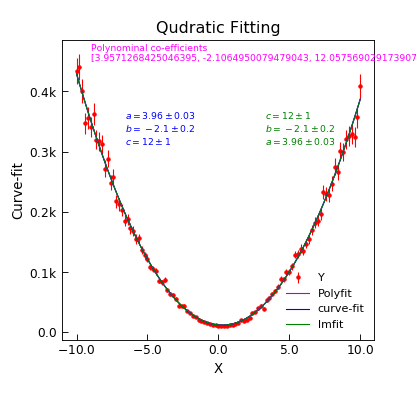 Qudratic Fitting
Polynomial co-efficients
[3.9571268425046395, -2.1064950079479043, 12.057569029173907
a = 3.96 ± 0.03
b = −2.1 ± 0.2
c = 12 ± 1
c = 12 ± 1
b = −2.1 ± 0.2
a = 3.96 ± 0.03
Curve-fit
0.4k
0.3k
0.2k
0.1k
0.0
−10.0 −5.0 0.0 5.0 10.0
X
Y
Polyfit
curve-fit
lmfit